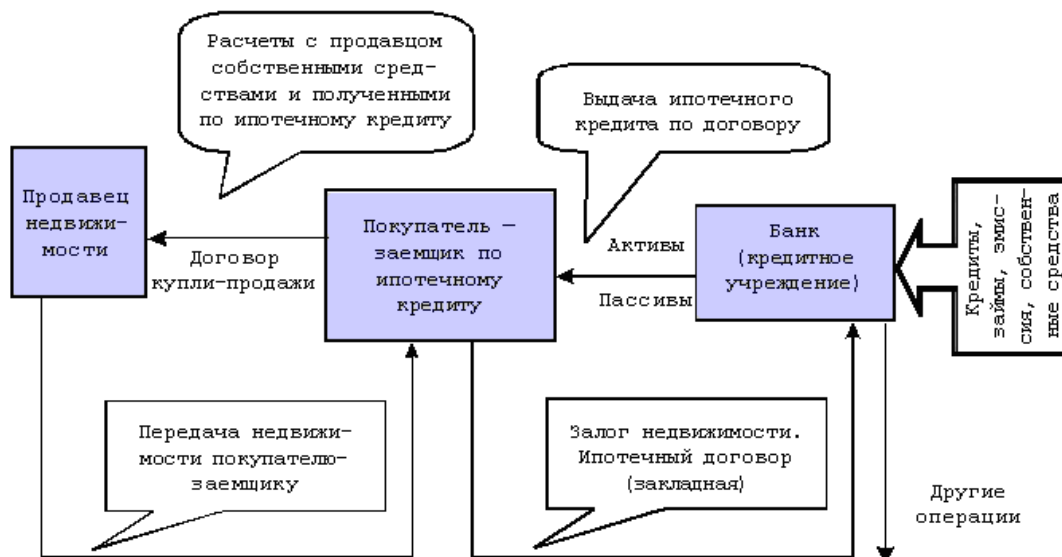 Расчеты с продавцом
собственными сред-
ствами и полученными
по ипотечному кредиту
Выдача ипотечного
кредита по договору
Продавец
недвижи-
мости
Договор
купли-продажи
Покупатель —
заемщик по
ипотечному
кредиту
Активы
Пассивы
Банк
(кредитное
учреждение)
Кредиты,
займы, эмис-
сия, собствен-
ные средства
Передача недвижи-
мости покупателю-
заемщику
Залог недвижимости.
Ипотечный договор
(закладная)
Другие
операции